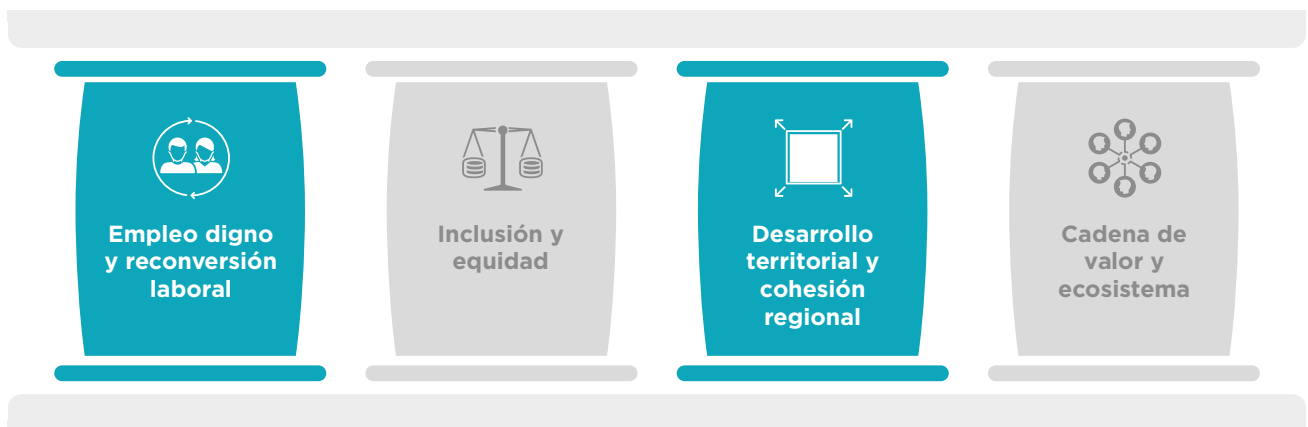 Empleo digno
y reconversión
laboral
Inclusión y
equidad
Desarrollo
territorial y
cohesión
regional
Cadena de
valor y
ecosistema